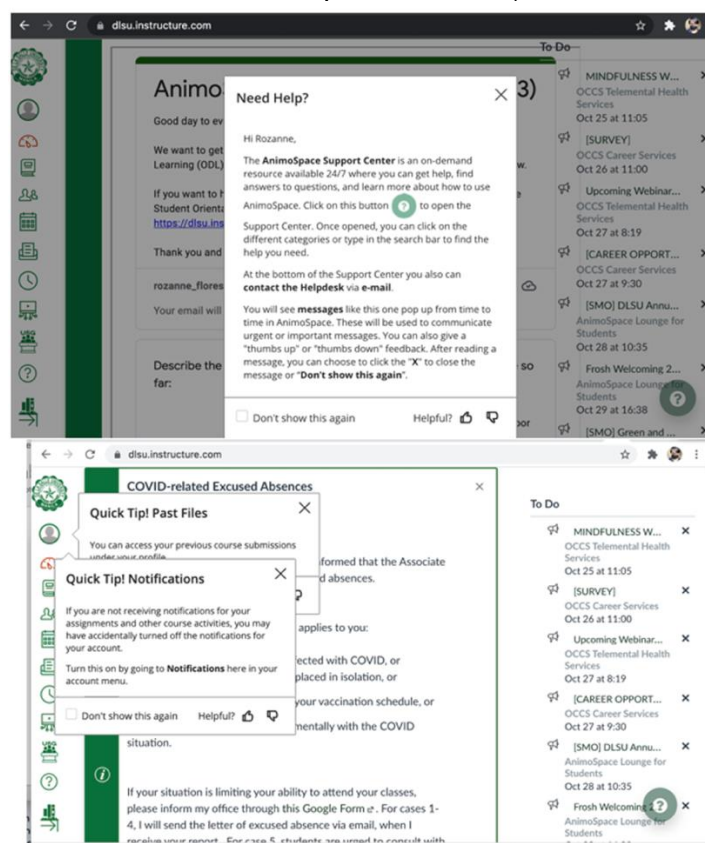 dlsu.instructure.com
To Do
Animo
3)
Good day to ev
We want to get
Learning (ODL)
w.
If you want to h
e
Student Orienta
https://dlsu.ins
Thank you and
rozanne_flores
Your email will
Describe the
so
far:
por
Need Help?
Hi Rozanne,
The AnimoSpace Support Center is an on-demand
resource available 24/7 where you can get help, find
answers to questions, and learn more about how to use
AnimoSpace. Click on this button ? to open the
Support Center. Once opened, you can click on the
different categories or type in the search bar to find the
help you need.
At the bottom of the Support Center you also can
contact the Helpdesk via e-mail.
You will see messages like this one pop up from time to
time in AnimoSpace. These will be used to communicate
urgent or important messages. You can also give a
"thumbs up" or "thumbs down" feedback. After reading a
message, you can choose to click the "X" to close the
message or "Don't show this again".
Don't show this again Helpful?
MINDFULNESS W...
OCCS Telemental Health
Services
Oct 25 at 11:05
[SURVEY]
OCCS Career Services
Oct 26 at 11:00
Upcoming Webinar...
OCCS Telemental Health
Services
Oct 27 at 8:19
[CAREER OPPORT...
OCCS Career Services
Oct 27 at 9:30
[SMO] DLSU Annu...
AnimoSpace Lounge for
Students
Oct 28 at 10:35
Frosh Welcoming 2...
AnimoSpace Lounge for
Students
Oct 29 at 16:38
[SMO] Green and ...
USG
dlsu.instructure.com
COVID-related Excused Absences
Quick Tip! Past Files
You can access your previous course submissions
under your profile.
Quick Tip! Notifications
If you are not receiving notifications for your
assignments and other course activities, you may
have accidentally turned off the notifications for
your account.
Turn this on by going to Notifications here in your
account menu.
Don't show this again Helpful?
formed that the Associate
d absences.
applies to you:
ected with COVID, or
placed in isolation, or
your vaccination schedule, or
mentally with the COVID
situation.
If your situation is limiting your ability to attend your classes,
please inform my office through this Google Form. For cases 1-
4, I will send the letter of excused absence via email, when I
receive your report. For case 5, students are urged to consult with
USG
To Do
MINDFULNESS W...
OCCS Telemental Health
Services
Oct 25 at 11:05
[SURVEY]
OCCS Career Services
Oct 26 at 11:00
Upcoming Webinar...
OCCS Telemental Health
Services
Oct 27 at 8:19
[CAREER OPPORT...
OCCS Career Services
Oct 27 at 9:30
[SMO] DLSU Annu...
AnimoSpace Lounge for
Students
Oct 28 at 10:35
Frosh Welcoming 2
AnimoSpace Lounge for
Students